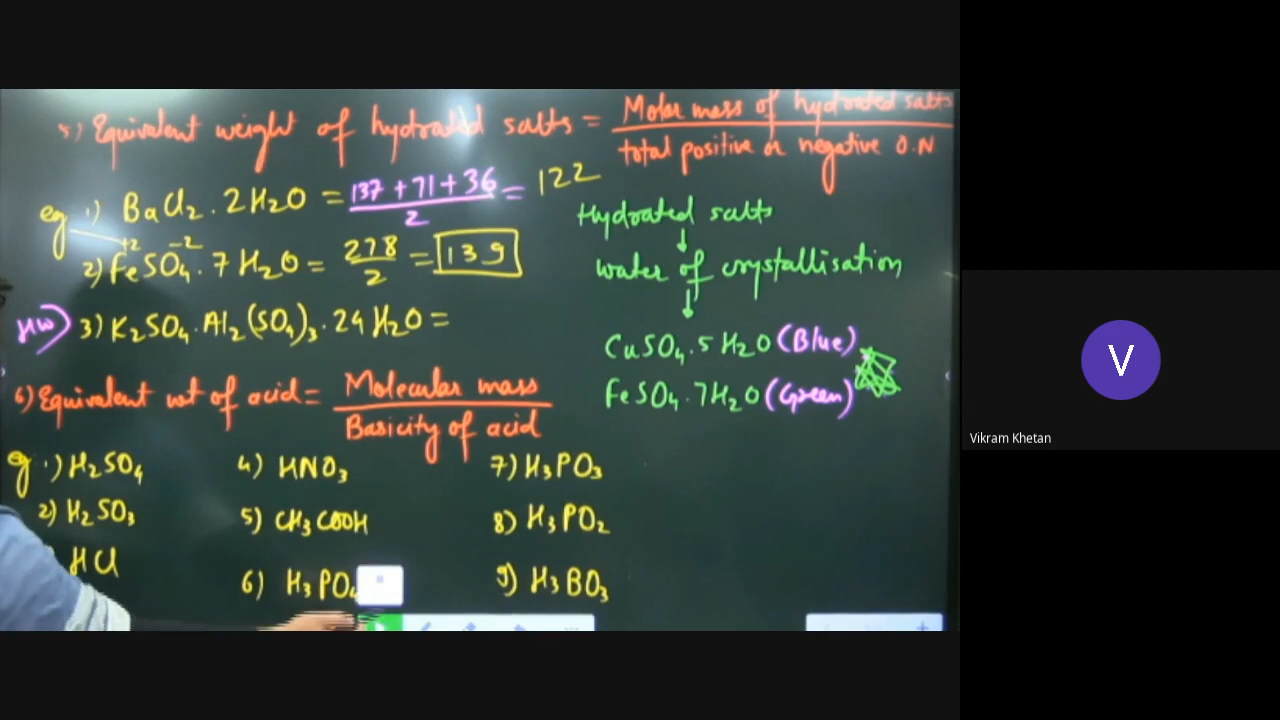 5) Equivalent weight of hydrated salts = Molar mass of hydrated salts / total positive or negative O.N
eg 1) BaCl₂.2H₂O = 137+71+36 / 2 = 122
2) Fe⁺²SO₄⁻².7H₂O = 278 / 2 = 139
HW) 3) K₂SO₄.Al₂(SO₄)₃.24H₂O =
Hydrated salts
↓
water of crystallisation
↓
CuSO₄.5H₂O (Blue)
FeSO₄.7H₂O (Green)
6) Equivalent wt of acid = Molecular mass / Basicity of acid
eg 1) H₂SO₄
2) H₂SO₃
HCl
4) HNO₃
5) CH₃COOH
6) H₃PO₄
7) H₃PO₃
8) H₃PO₂
9) H₃BO₃
V
Vikram Khetan